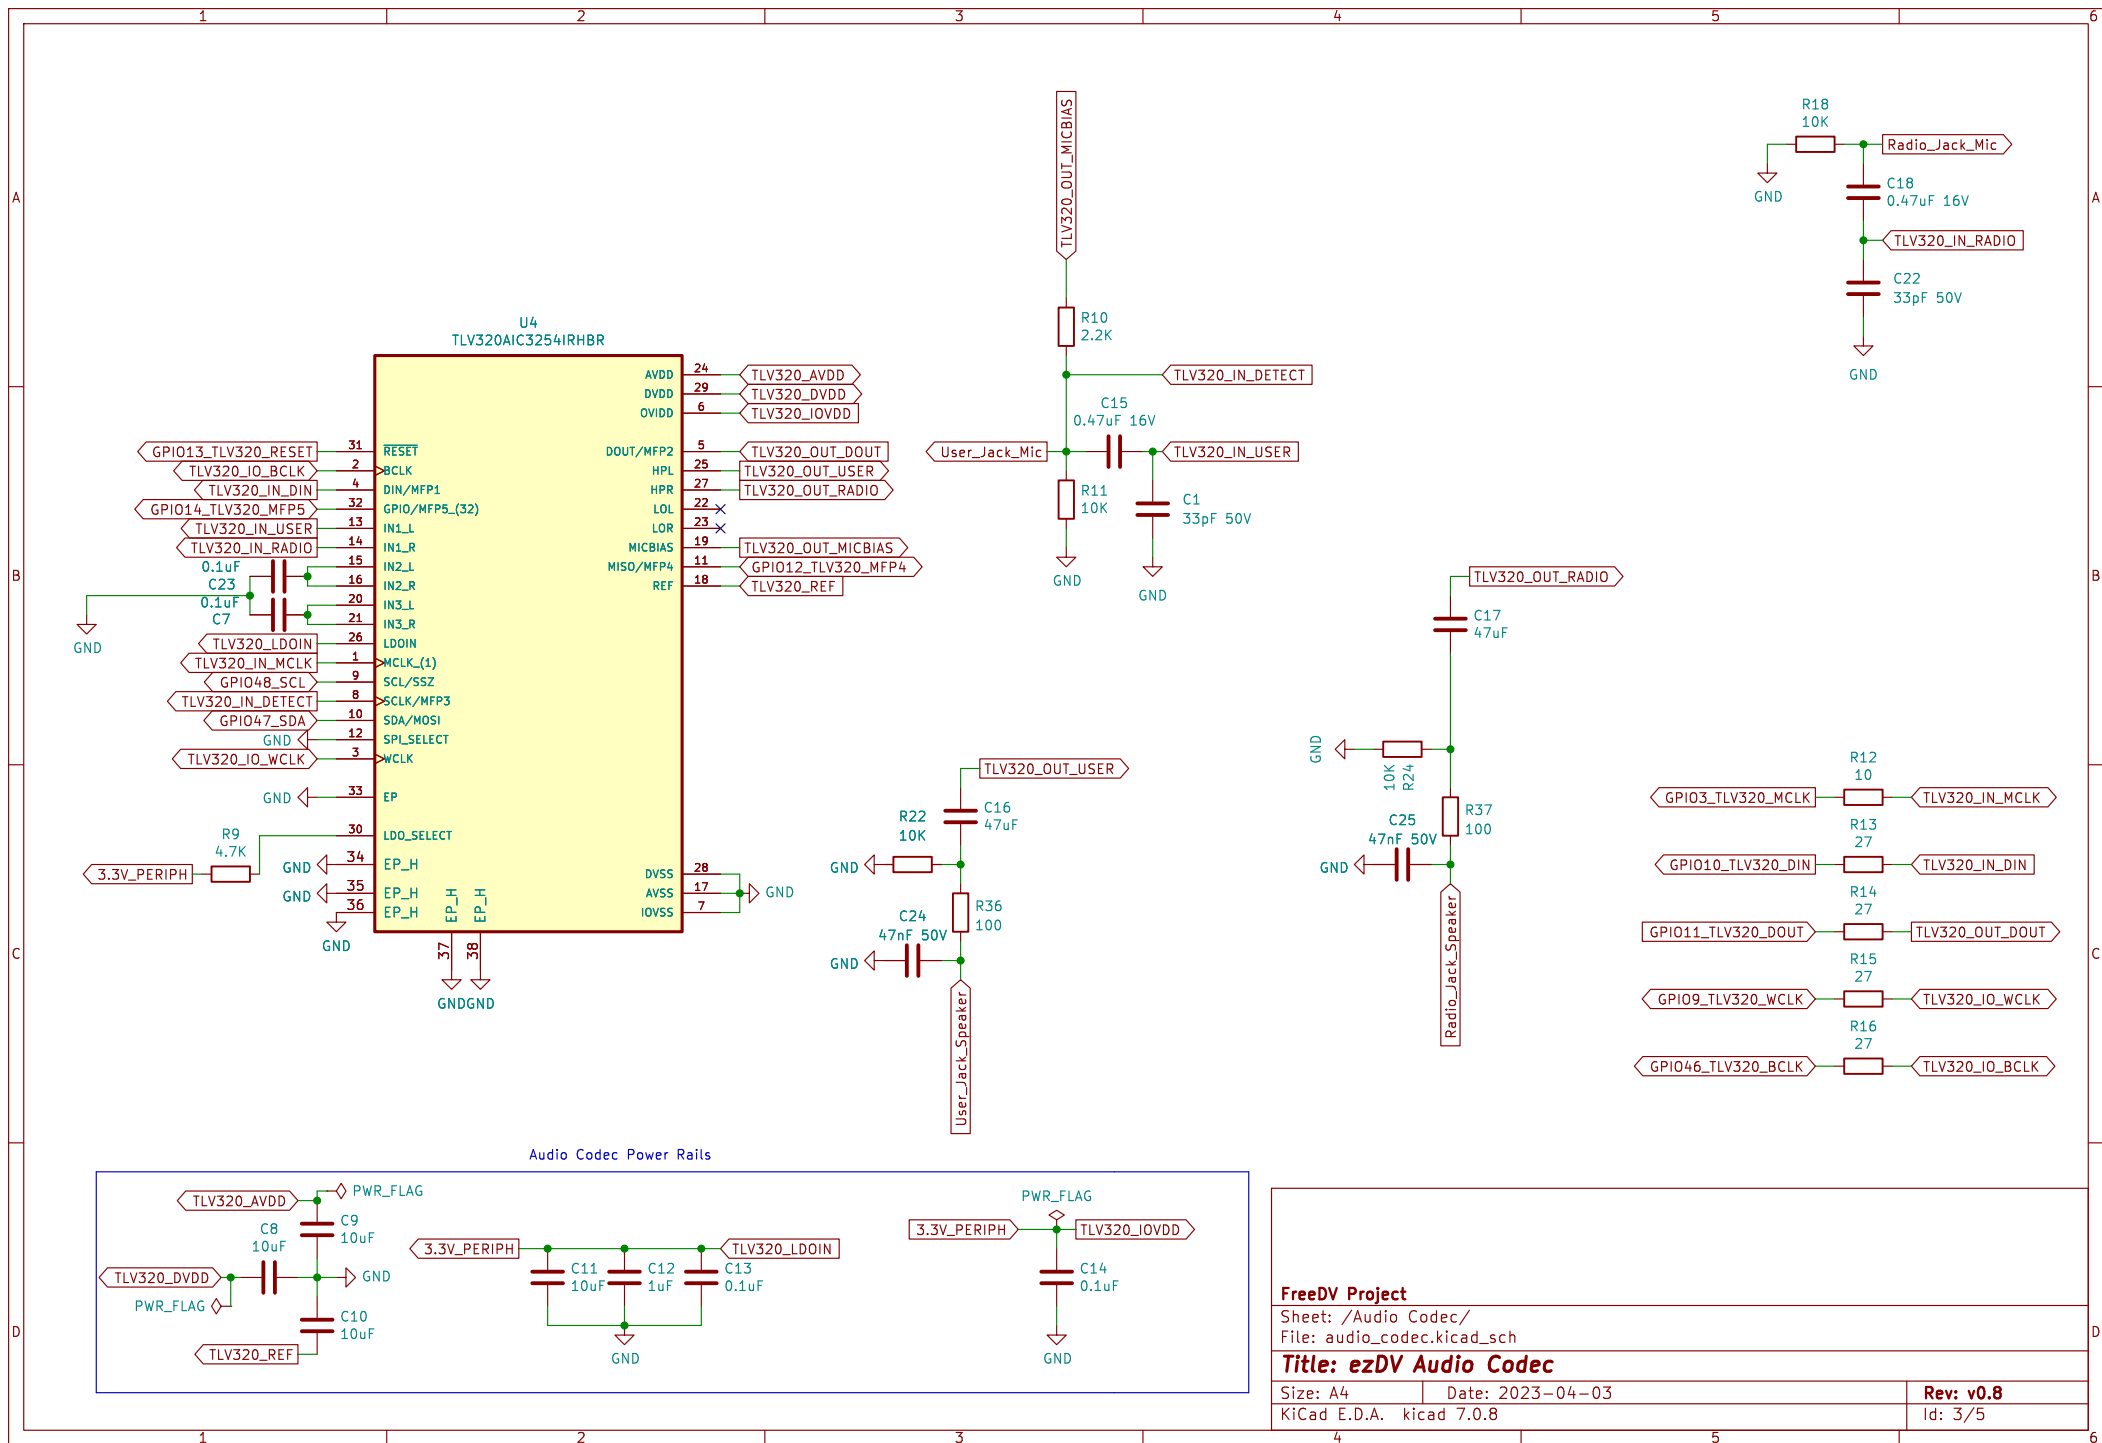 1 2 3 4 5 6
A
B
C
D
A
B
C
D
1 2 3 4 5 6
U4
TLV320AIC3254IRHBR
GPIO13_TLV320_RESET 31 RESET
TLV320_IO_BCLK 2 BCLK
TLV320_IN_DIN 4 DIN/MFP1
GPIO14_TLV320_MFP5 32 GPIO/MFP5_(32)
TLV320_IN_USER 13 IN1_L
TLV320_IN_RADIO 14 IN1_R
15 IN2_L
16 IN2_R
20 IN3_L
21 IN3_R
0.1uF
C23
0.1uF
C7
GND
TLV320_LDOIN 26 LDOIN
TLV320_IN_MCLK 1 MCLK_(1)
GPIO48_SCL 9 SCL/SSZ
TLV320_IN_DETECT 8 SCLK/MFP3
GPIO47_SDA 10 SDA/MOSI
GND 12 SPI_SELECT
TLV320_IO_WCLK 3 WCLK
GND 33 EP
30 LDO_SELECT
R9
4.7K
3.3V_PERIPH
GND 34 EP_H
GND 35 EP_H
36 EP_H
GND
37 EP_H
38 EP_H
GND GND
AVDD 24 TLV320_AVDD
DVDD 29 TLV320_DVDD
OVIDD 6 TLV320_IOVDD
DOUT/MFP2 5 TLV320_OUT_DOUT
HPL 25 TLV320_OUT_USER
HPR 27 TLV320_OUT_RADIO
LOL 22
LOR 23
MICBIAS 19 TLV320_OUT_MICBIAS
MISO/MFP4 11 GPIO12_TLV320_MFP4
REF 18 TLV320_REF
DVSS 28
AVSS 17 GND
IOVSS 7
TLV320_OUT_MICBIAS
R10
2.2K
TLV320_IN_DETECT
C15
0.47uF 16V
User_Jack_Mic
TLV320_IN_USER
R11
10K
C1
33pF 50V
GND
GND
R18
10K
Radio_Jack_Mic
GND
C18
0.47uF 16V
TLV320_IN_RADIO
C22
33pF 50V
GND
TLV320_OUT_USER
C16
47uF
R22
10K
GND
R36
100
C24
47nF 50V
GND
User_Jack_Speaker
TLV320_OUT_RADIO
C17
47uF
GND
10K
R24
R37
100
C25
47nF 50V
GND
Radio_Jack_Speaker
R12
10
GPIO3_TLV320_MCLK TLV320_IN_MCLK
R13
27
GPIO10_TLV320_DIN TLV320_IN_DIN
R14
27
GPIO11_TLV320_DOUT TLV320_OUT_DOUT
R15
27
GPIO9_TLV320_WCLK TLV320_IO_WCLK
R16
27
GPIO46_TLV320_BCLK TLV320_IO_BCLK
Audio Codec Power Rails
TLV320_AVDD
PWR_FLAG
C9
10uF
C8
10uF
TLV320_DVDD
GND
PWR_FLAG
C10
10uF
TLV320_REF
3.3V_PERIPH
TLV320_LDOIN
C11
10uF
C12
1uF
C13
0.1uF
GND
PWR_FLAG
3.3V_PERIPH
TLV320_IOVDD
C14
0.1uF
GND
FreeDV Project
Sheet: /Audio Codec/
File: audio_codec.kicad_sch
Title: ezDV Audio Codec
Size: A4 Date: 2023-04-03 Rev: v0.8
KiCad E.D.A. kicad 7.0.8 Id: 3/5